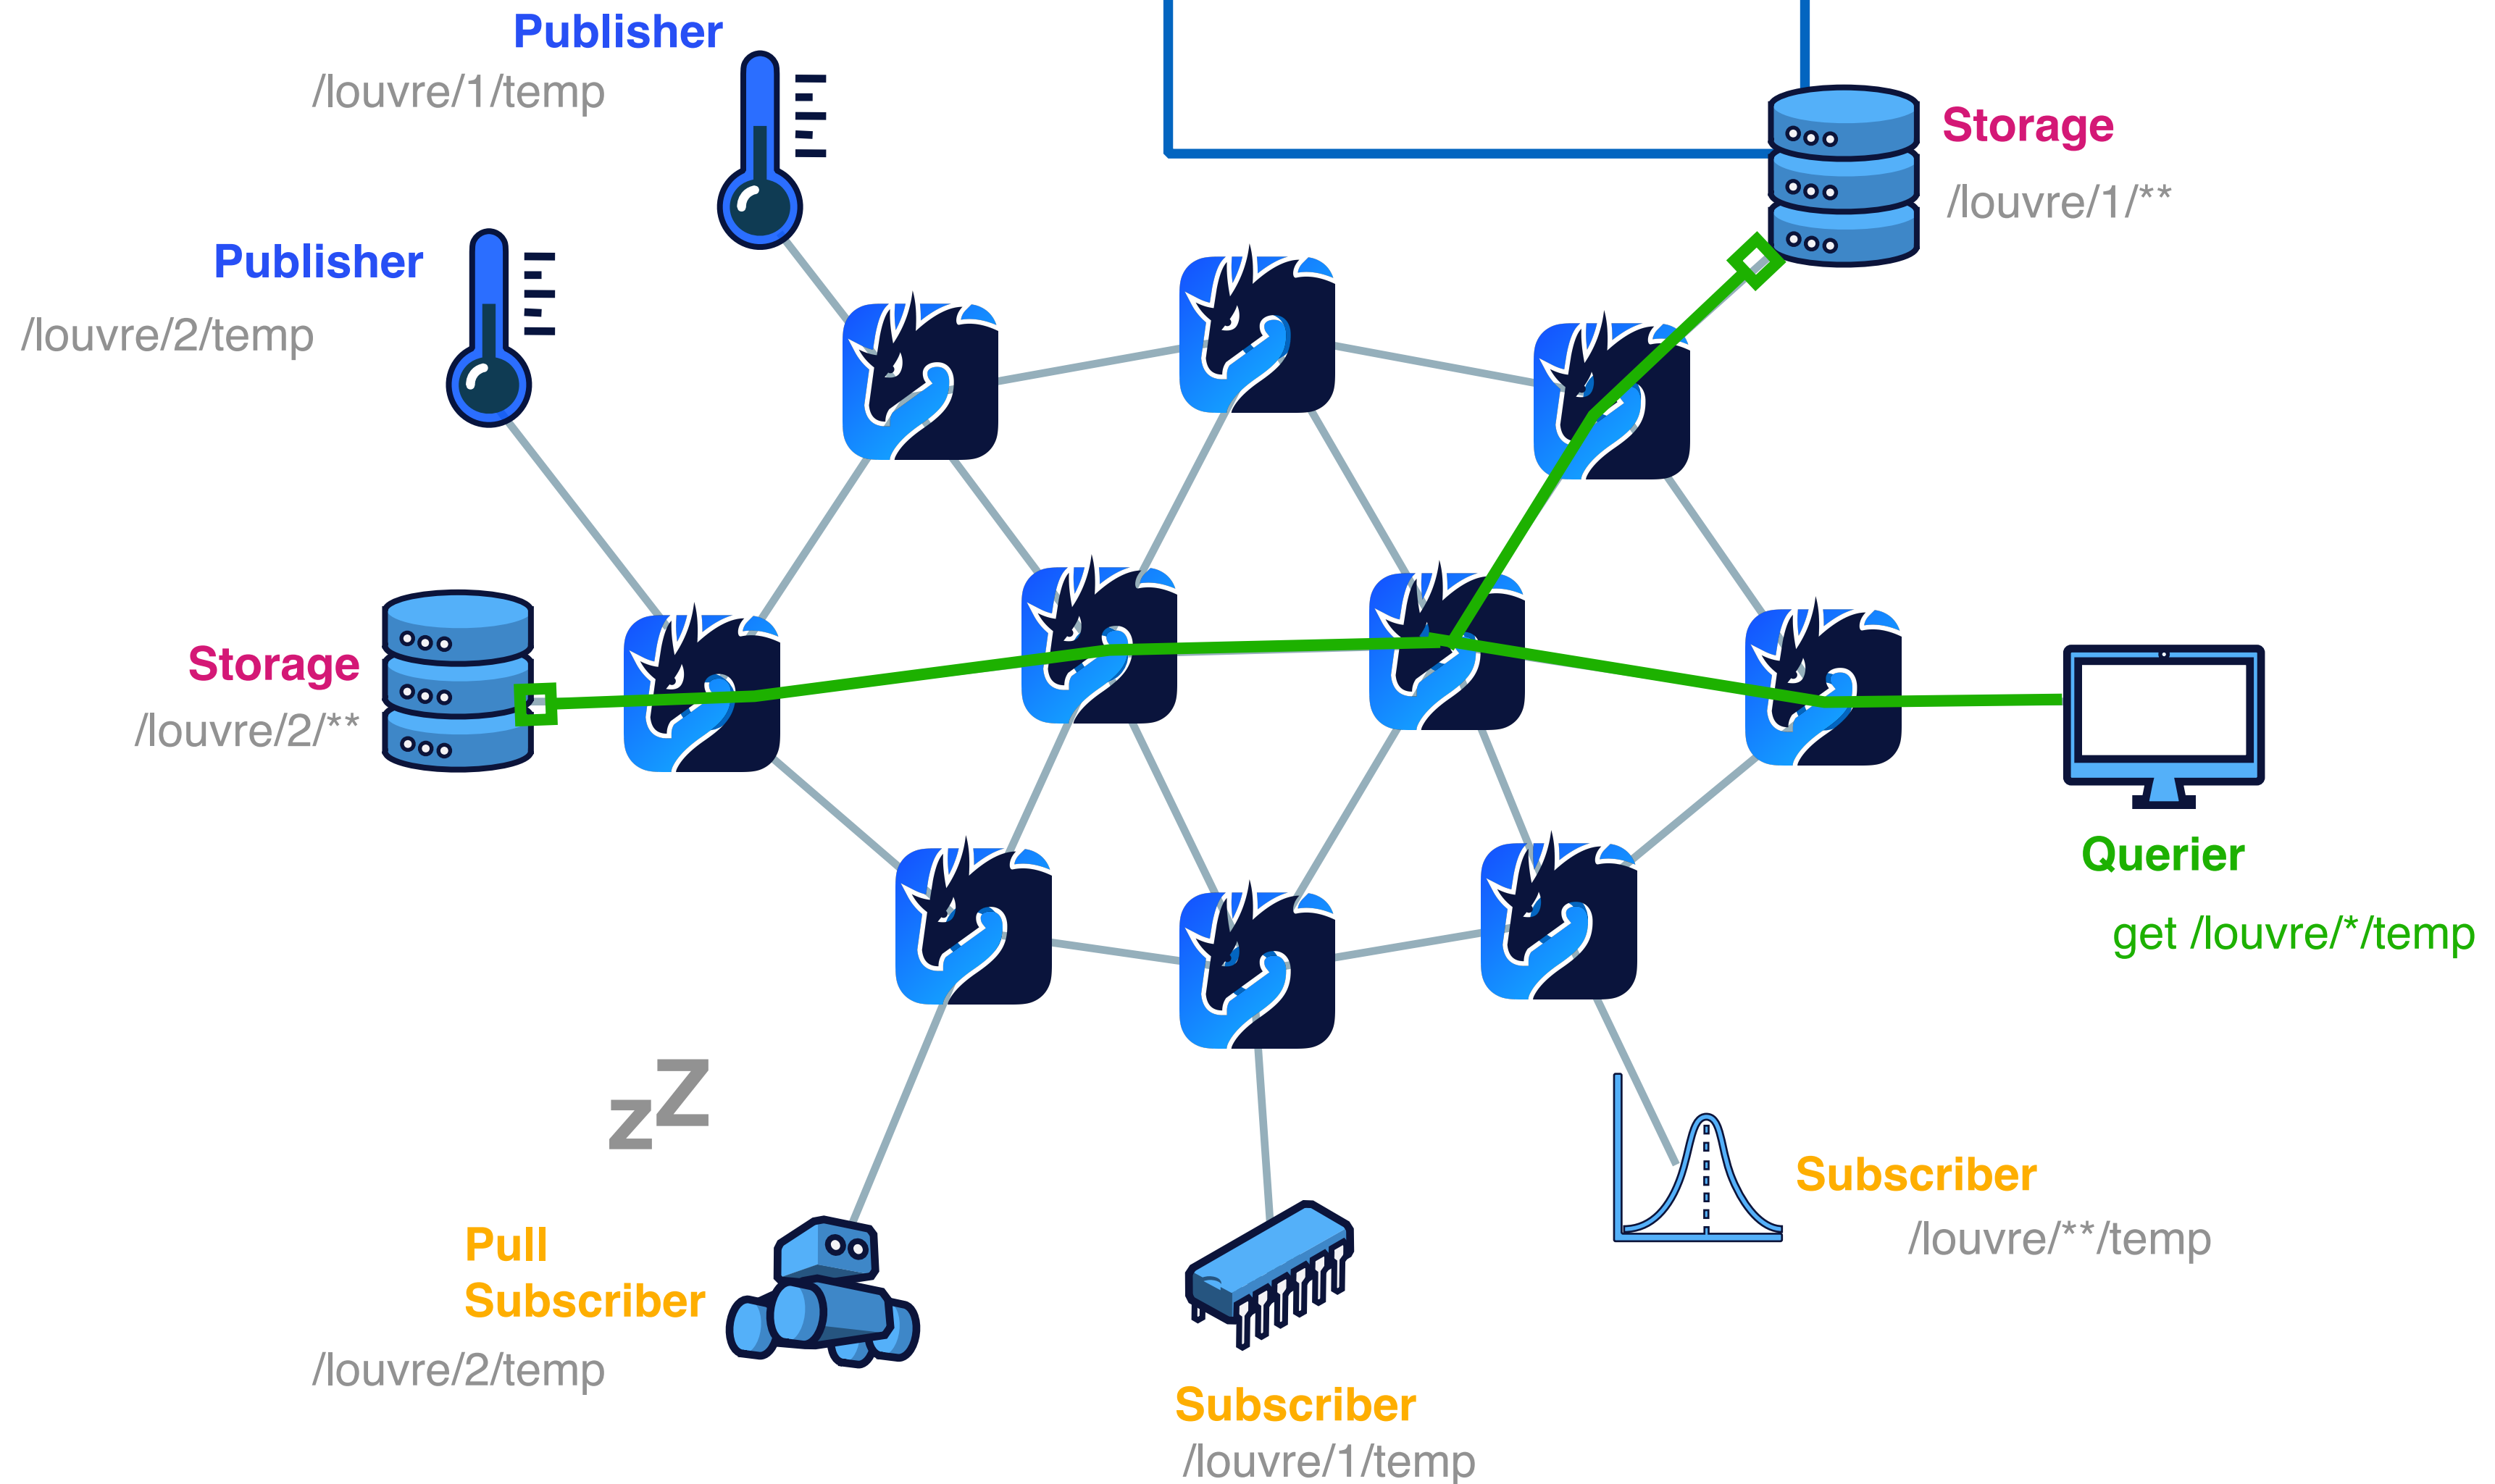 Publisher
/louvre/1/temp
Storage
/louvre/1/**
Publisher
/louvre/2/temp
Storage
/louvre/2/**
Querier
get /louvre/*/temp
zZ
Subscriber
/louvre/**/temp
Pull
Subscriber
/louvre/2/temp
Subscriber
/louvre/1/temp